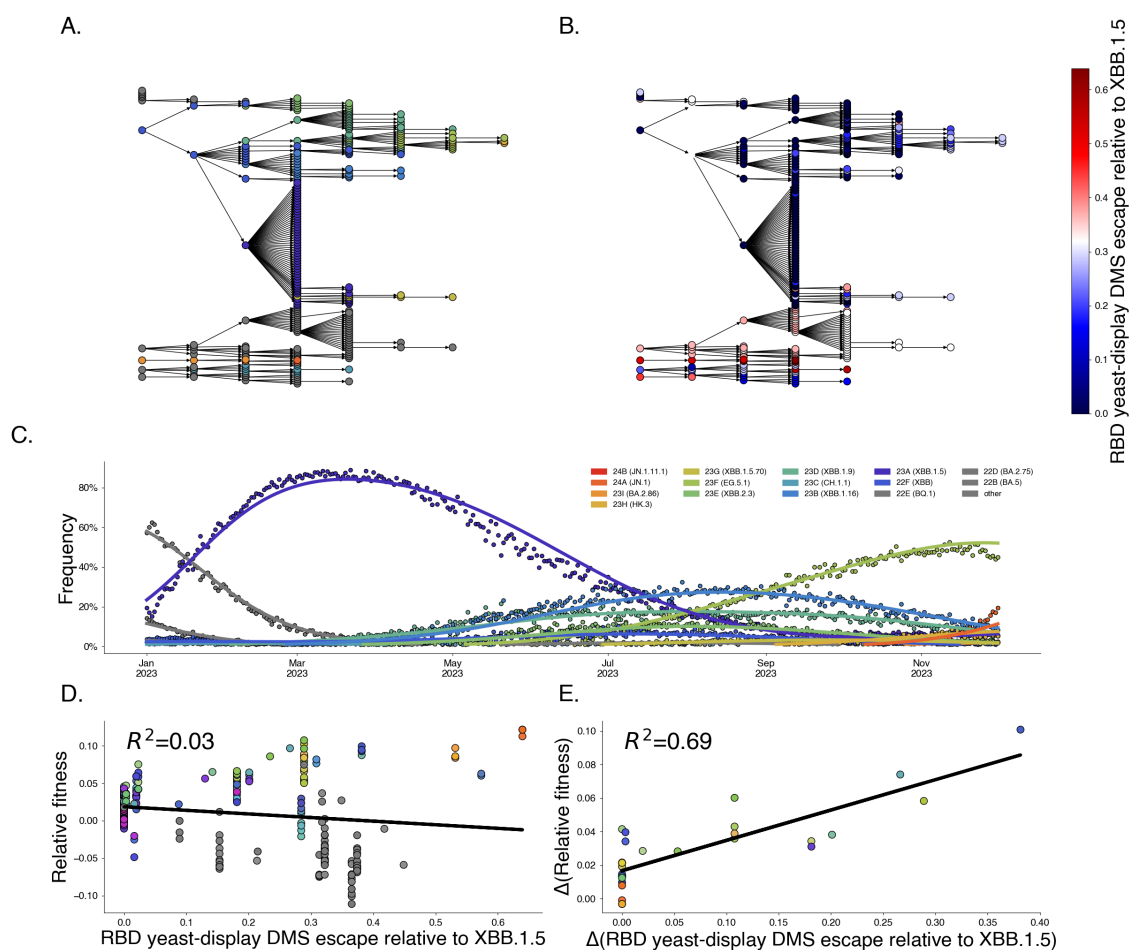 A.
B.
RBD yeast-display DMS escape relative to XBB.1.5
0.6
0.5
0.4
0.3
0.2
0.1
0.0
C.
Frequency
80%
60%
40%
20%
0%
24B (JN.1.11.1)
24A (JN.1)
23I (BA.2.86)
23H (HK.3)
23G (XBB.1.5.70)
23F (EG.5.1)
23E (XBB.2.3)
23D (XBB.1.9)
23C (CH.1.1)
23B (XBB.1.16)
23A (XBB.1.5)
22F (XBB)
22E (BQ.1)
22D (BA.2.75)
22B (BA.5)
other
Jan
2023
Mar
2023
May
2023
Jul
2023
Sep
2023
Nov
2023
D.
R²=0.03
Relative fitness
0.10
0.05
0.00
−0.05
−0.10
0.0
0.1
0.2
0.3
0.4
0.5
0.6
RBD yeast-display DMS escape relative to XBB.1.5
E.
R²=0.69
Δ(Relative fitness)
0.10
0.08
0.06
0.04
0.02
0.00
0.00
0.05
0.10
0.15
0.20
0.25
0.30
0.35
0.40
Δ(RBD yeast-display DMS escape relative to XBB.1.5)